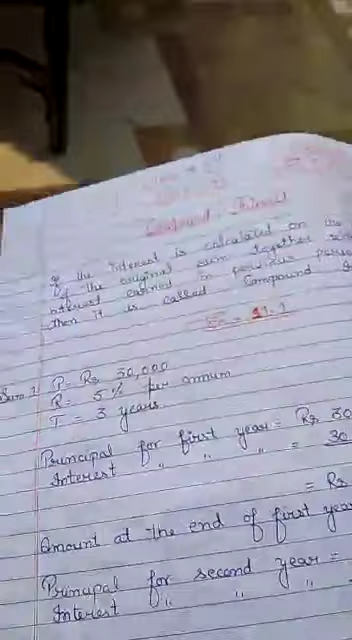 Compound Interest
If the Interest is calculated on the
of the original sum together
interest earned in previous
then it is called Compound
Ex - 11.1
Sum 1 P = Rs 30,000
R = 5 % per annum
T = 3 years
Principal for first year = Rs 30
Interest " " " = 30
= Rs
Amount at the end of first year
Principal for second year =
Interest " " "